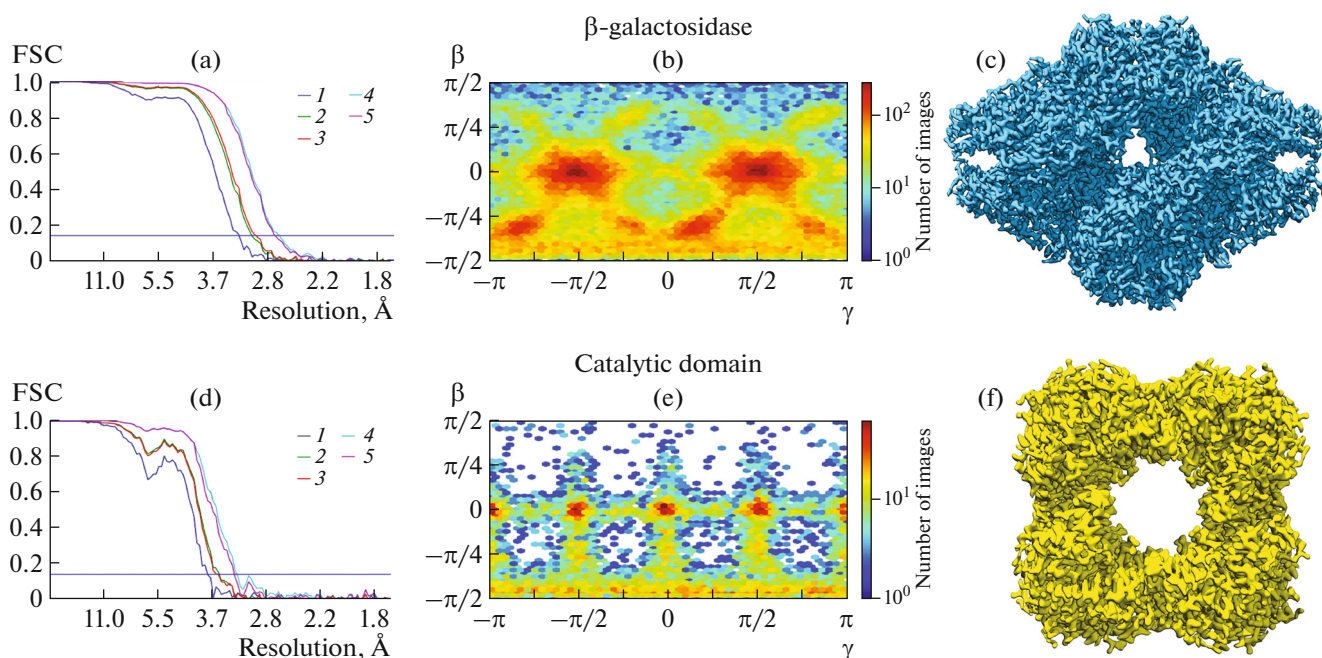 β-galactosidase
FSC
(a)
β
(b)
(c)
1.0
0.8
0.6
0.4
0.2
0
1 4
2 5
3
11.0 5.5 3.7 2.8 2.2 1.8
Resolution, Å
π/2
π/4
0
−π/4
−π/2
−π −π/2 0 π/2 π
γ
10²
10¹
10⁰
Number of images
Catalytic domain
FSC
(d)
β
(e)
(f)
1.0
0.8
0.6
0.4
0.2
0
1 4
2 5
3
11.0 5.5 3.7 2.8 2.2 1.8
Resolution, Å
π/2
π/4
0
−π/4
−π/2
−π −π/2 0 π/2 π
γ
10¹
10⁰
Number of images